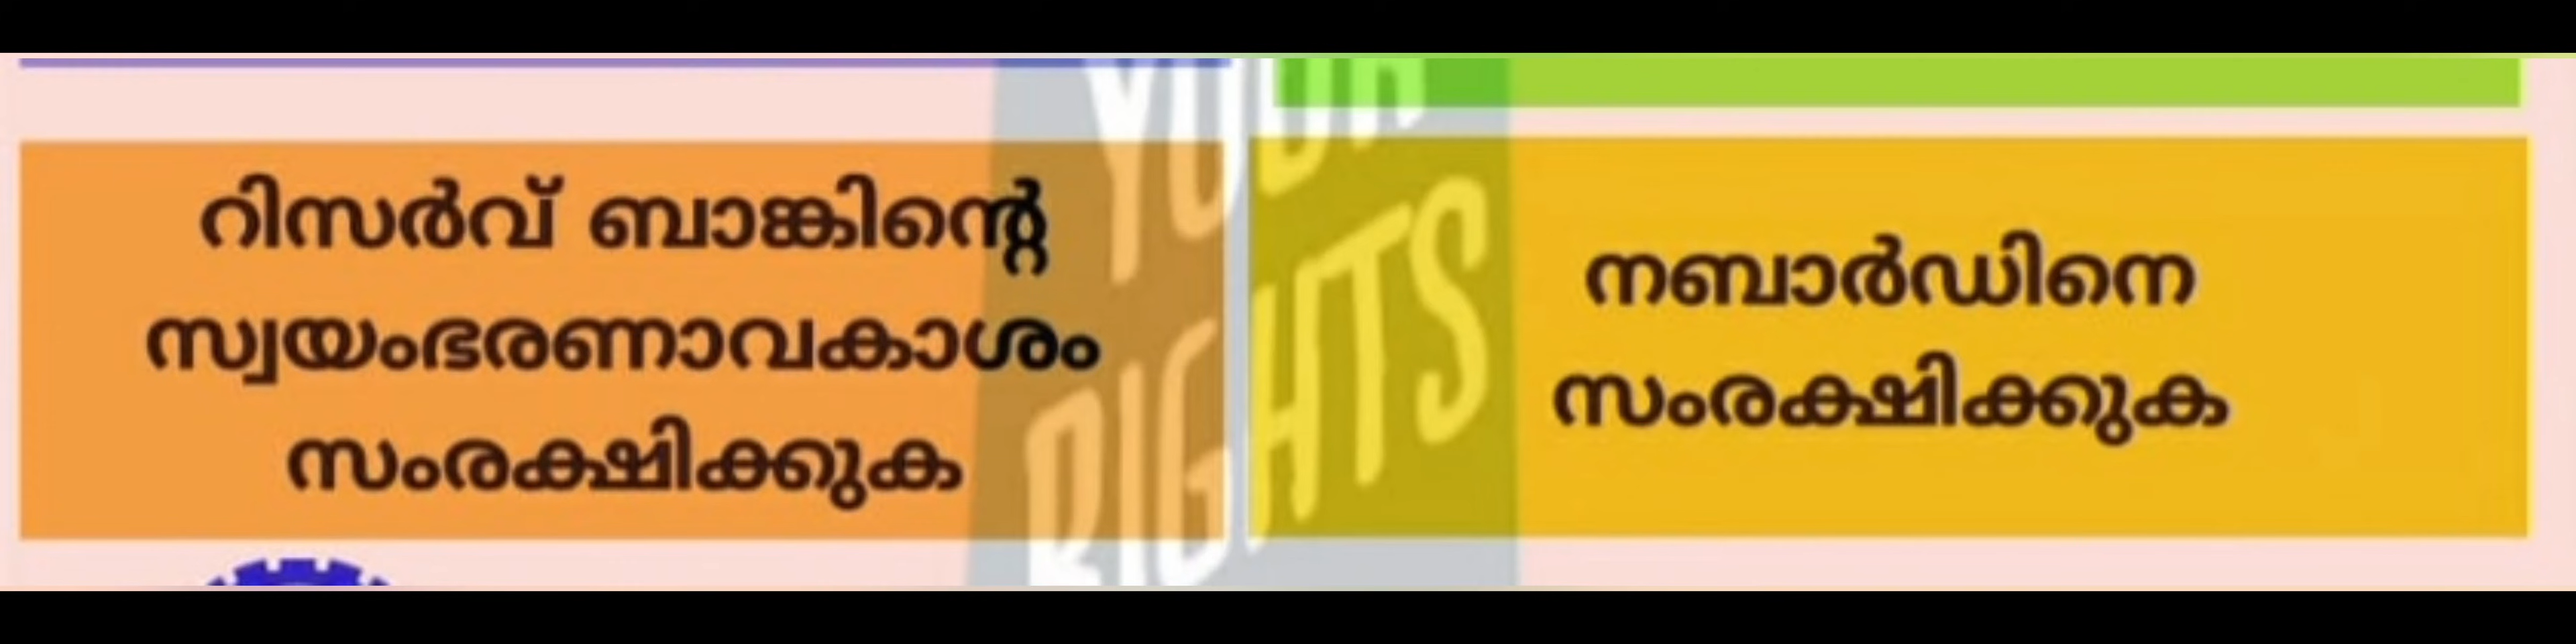 YOUR
RIGHTS
റിസർവ് ബാങ്കിന്റെ
സ്വയംഭരണാവകാശം
സംരക്ഷിക്കുക
നബാർഡിനെ
സംരക്ഷിക്കുക